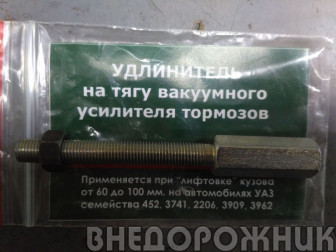 УДЛИНИТЕЛЬ
на тягу вакуумного
усилителя тормозов
Применяется при "лифтовке" кузова
от 60 до 100 мм. на автомобилях УАЗ
семейства 452, 3741, 2206, 3909, 3962
ВНЕДОРОЖНИК